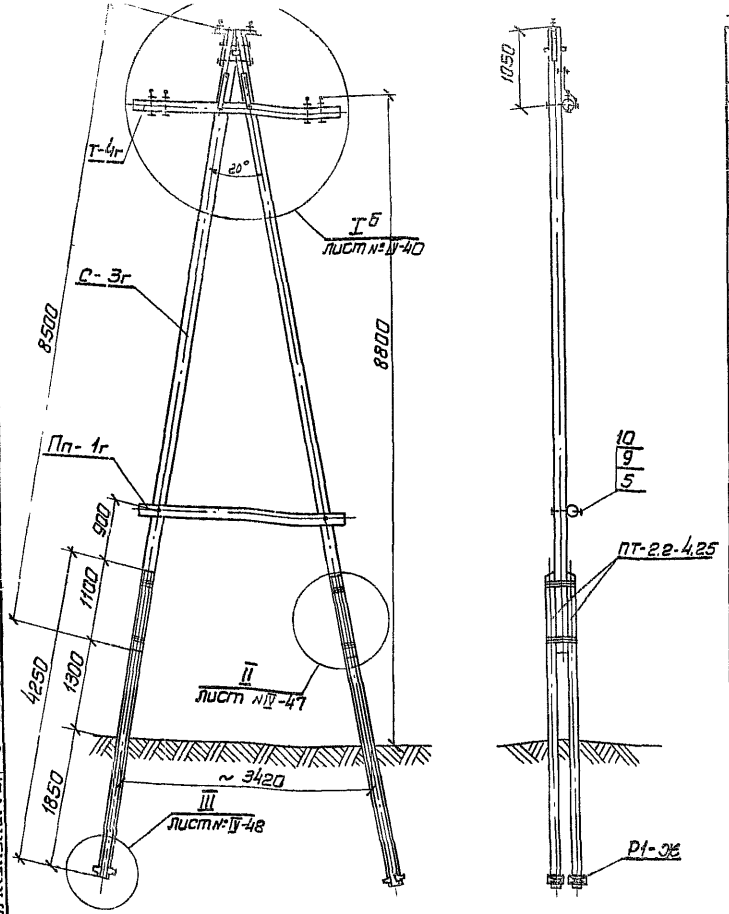 1050
Т-4г
20°
I Б
ЛИСТ № IV-40
С-3г
8500
8800
Пп-1г
10
9
5
900
ПТ-2.2-4.25
1100
4250
1300
II
ЛИСТ № IV-47
1850
~ 3420
III
ЛИСТ № IV-48
Р1-Ж